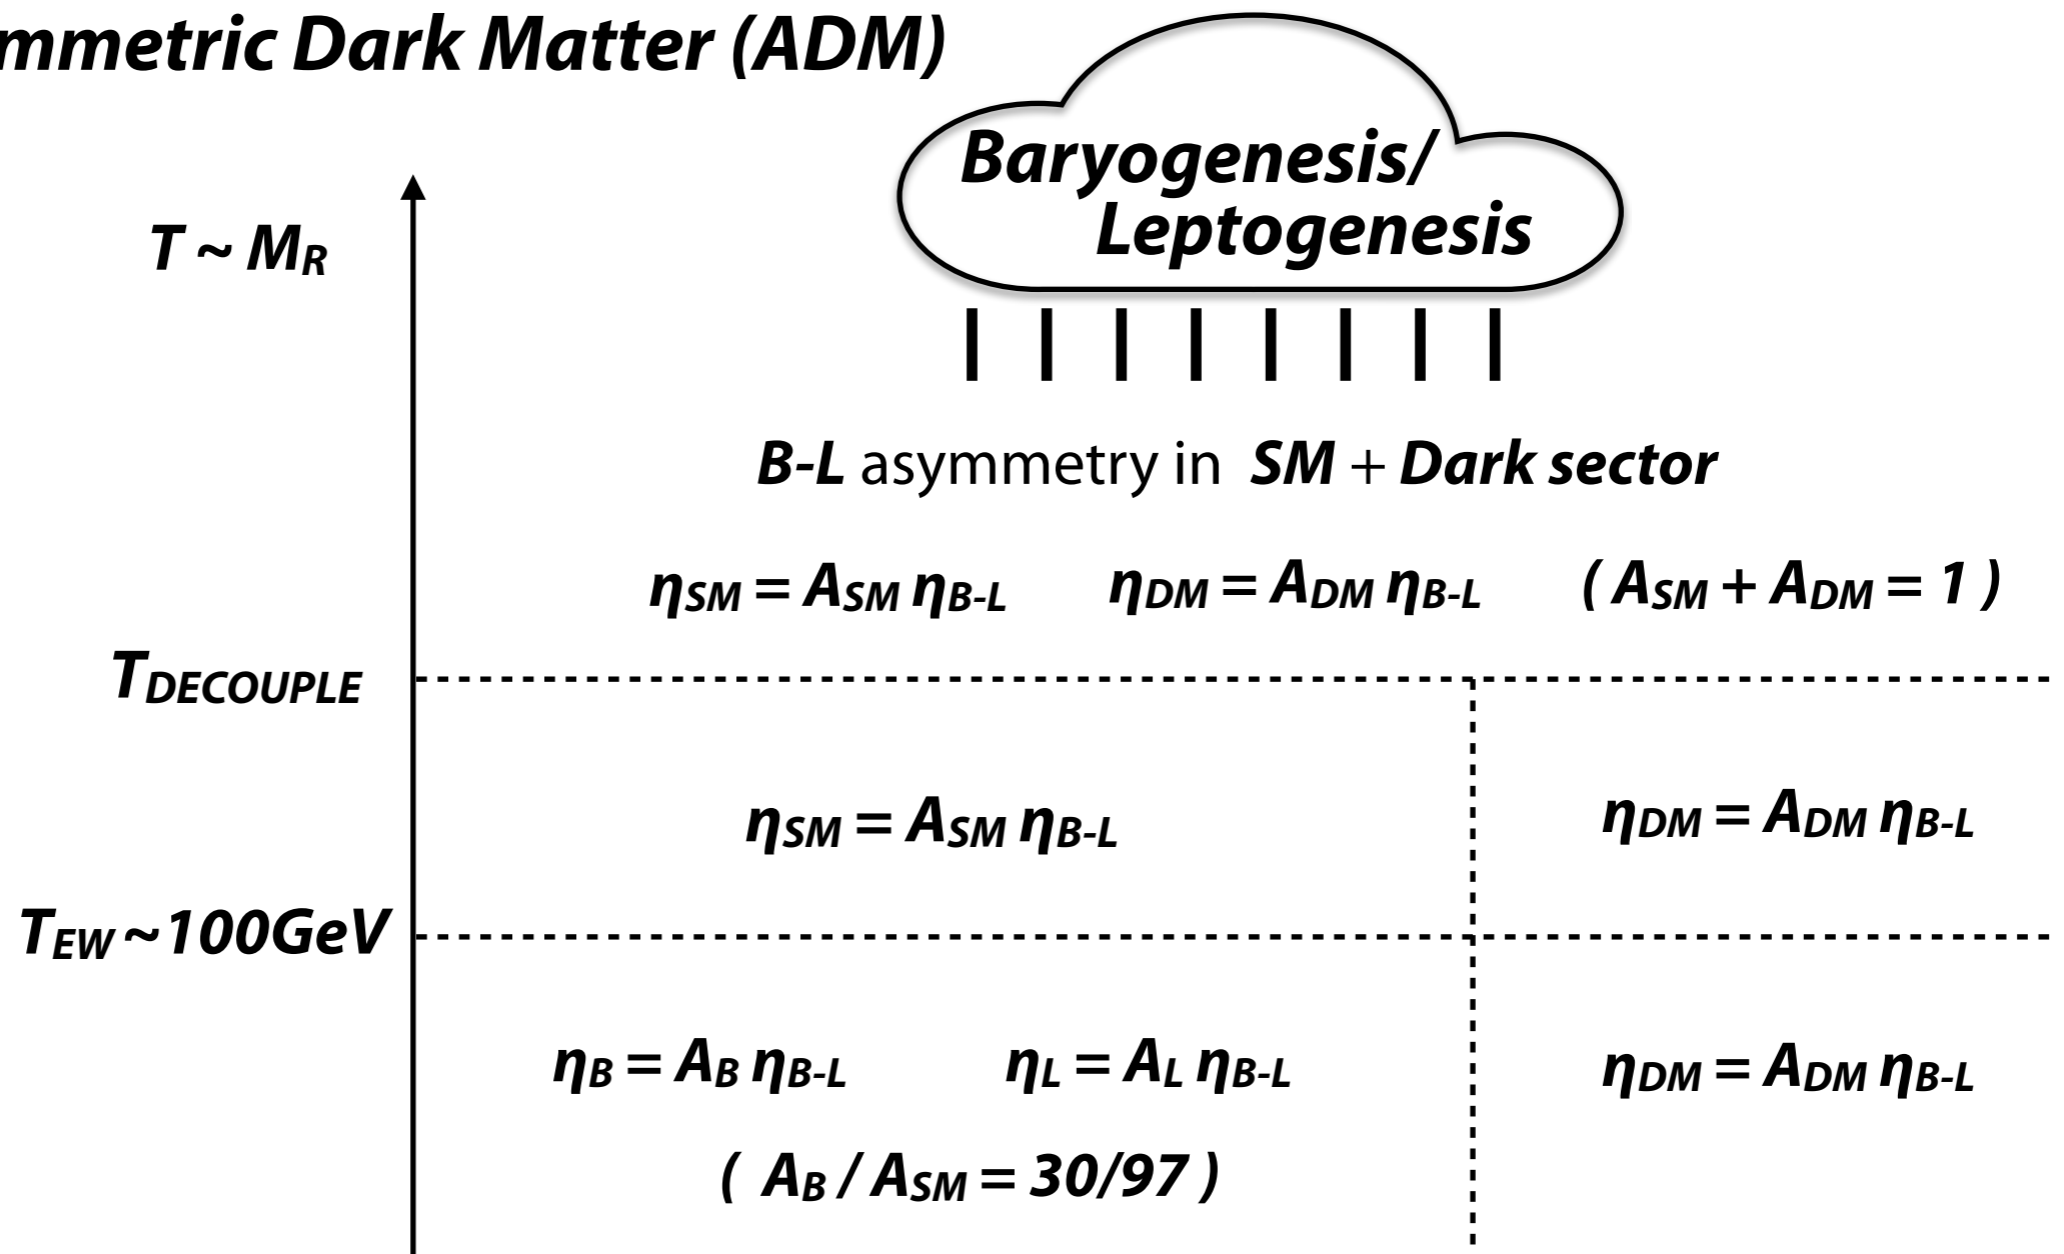 mmetric Dark Matter (ADM)
Baryogenesis/
Leptogenesis
T ~ MR
B-L asymmetry in SM + Dark sector
ηSM = ASM ηB-L ηDM = ADM ηB-L ( ASM + ADM = 1 )
TDECOUPLE
ηSM = ASM ηB-L ηDM = ADM ηB-L
TEW ~100GeV
ηB = AB ηB-L ηL = AL ηB-L ηDM = ADM ηB-L
( AB / ASM = 30/97 )